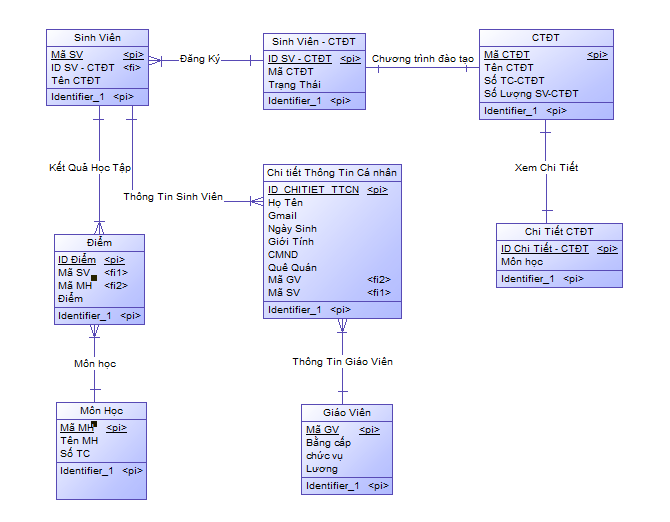 Sinh Viên
Mã SV <pi>
ID SV - CTĐT <fi>
Tên CTĐT
Identifier_1 <pi>
Đăng Ký
Sinh Viên - CTĐT
ID SV - CTĐT <pi>
Mã CTĐT
Trạng Thái
Identifier_1 <pi>
Chương trình đào tạo
CTĐT
Mã CTĐT <pi>
Tên CTĐT
Số TC-CTĐT
Số Lượng SV-CTĐT
Identifier_1 <pi>
Kết Quả Học Tập
Thông Tin Sinh Viên
Chi tiết Thông Tin Cá nhân
ID_CHITIET_TTCN <pi>
Họ Tên
Gmail
Ngày Sinh
Giới Tính
CMND
Quê Quán
Mã GV <fi2>
Mã SV <fi1>
Identifier_1 <pi>
Xem Chi Tiết
Chi Tiết CTĐT
ID Chi Tiết - CTĐT <pi>
Môn học
Identifier_1 <pi>
Điểm
ID Điểm <pi>
Mã SV <fi1>
Mã MH <fi2>
Điểm
Identifier_1 <pi>
Môn học
Thông Tin Giáo Viên
Môn Học
Mã MH <pi>
Tên MH
Số TC
Identifier_1 <pi>
Giáo Viên
Mã GV <pi>
Bằng cấp
chức vụ
Lương
Identifier_1 <pi>